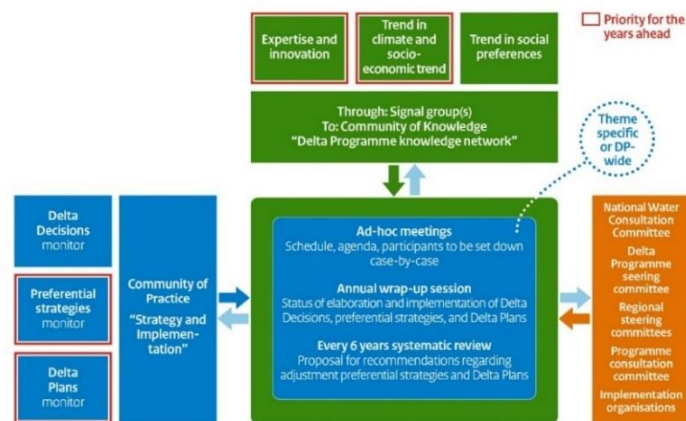 Priority for the
years ahead
Expertise and
innovation
Trend in
climate and
socio-
economic trend
Trend in social
preferences
Through: Signal group(s)
To: Community of Knowledge
“Delta Programme knowledge network”
Theme
specific
or DP-
wide
Delta
Decisions
monitor
Preferential
strategies
monitor
Delta
Plans
monitor
Community of
Practice
“Strategy and
Implemen-
tation”
Ad-hoc meetings
Schedule, agenda, participants to be set down
case-by-case
Annual wrap-up session
Status of elaboration and implementation of Delta
Decisions, preferential strategies, and Delta Plans
Every 6 years systematic review
Proposal for recommendations regarding
adjustment preferential strategies and Delta Plans
National Water
Consultation
Committee
Delta
Programme
seering
committee
Regional
steering
committees
Programme
consultation
committee
Implementation
organisations